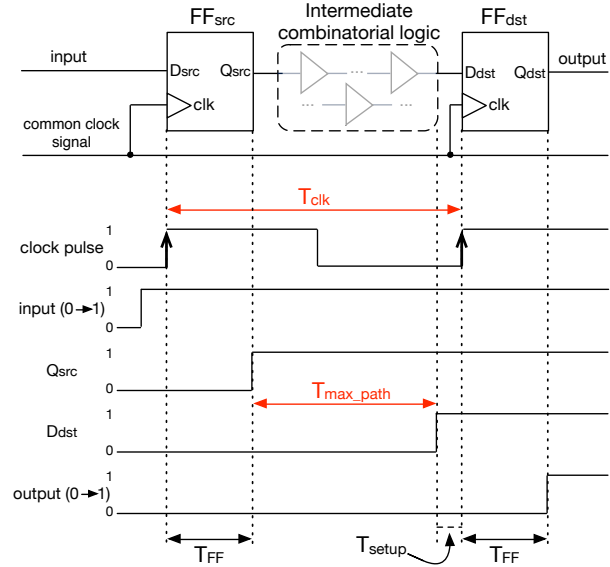 FFsrc
Intermediate combinatorial logic
FFdst
input
output
Dsrc
Qsrc
...
Ddst
Qdst
clk
...
...
clk
common clock signal
Tclk
clock pulse
1
0
input (0→1)
1
0
Qsrc
1
0
Tmax_path
Ddst
1
0
output (0→1)
1
0
TFF
Tsetup
TFF